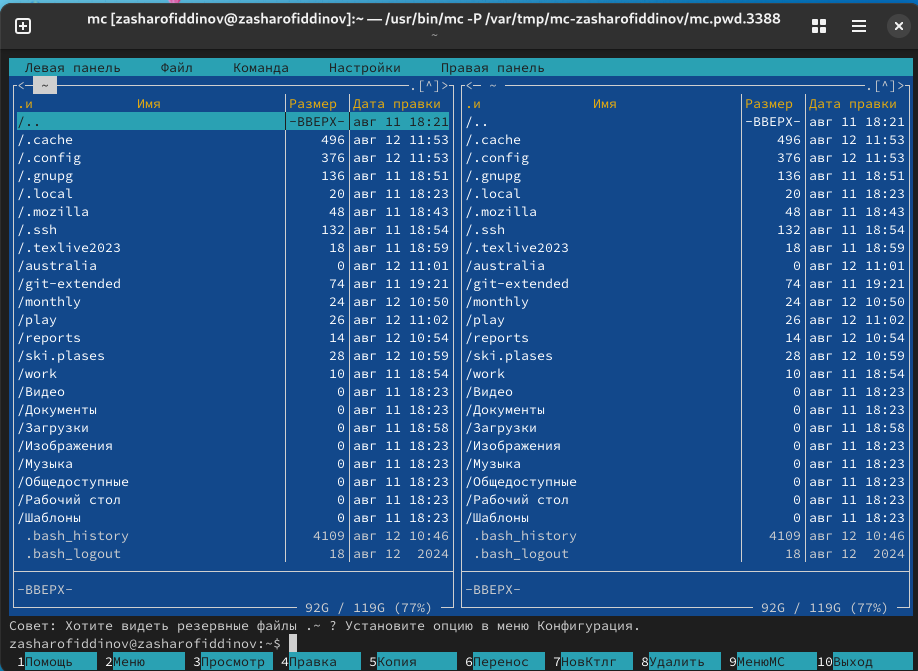 mc [zasharofiddinov@zasharofiddinov]:~ — /usr/bin/mc -P /var/tmp/mc-zasharofiddinov/mc.pwd.3388
~
Левая панель Файл Команда Настройки Правая панель
<— ~ .[^]> <— ~ .[^]>
.и Имя Размер Дата правки .и Имя Размер Дата правки
/.. -ВВЕРХ- авг 11 18:21 /.. -ВВЕРХ- авг 11 18:21
/.cache 496 авг 12 11:53 /.cache 496 авг 12 11:53
/.config 376 авг 12 11:53 /.config 376 авг 12 11:53
/.gnupg 136 авг 11 18:51 /.gnupg 136 авг 11 18:51
/.local 20 авг 11 18:23 /.local 20 авг 11 18:23
/.mozilla 48 авг 11 18:43 /.mozilla 48 авг 11 18:43
/.ssh 132 авг 11 18:54 /.ssh 132 авг 11 18:54
/.texlive2023 18 авг 11 18:59 /.texlive2023 18 авг 11 18:59
/australia 0 авг 12 11:01 /australia 0 авг 12 11:01
/git-extended 74 авг 11 19:21 /git-extended 74 авг 11 19:21
/monthly 24 авг 12 10:50 /monthly 24 авг 12 10:50
/play 26 авг 12 11:02 /play 26 авг 12 11:02
/reports 14 авг 12 10:54 /reports 14 авг 12 10:54
/ski.plases 28 авг 12 10:59 /ski.plases 28 авг 12 10:59
/work 10 авг 11 18:54 /work 10 авг 11 18:54
/Видео 0 авг 11 18:23 /Видео 0 авг 11 18:23
/Документы 0 авг 11 18:23 /Документы 0 авг 11 18:23
/Загрузки 0 авг 11 18:58 /Загрузки 0 авг 11 18:58
/Изображения 0 авг 11 18:23 /Изображения 0 авг 11 18:23
/Музыка 0 авг 11 18:23 /Музыка 0 авг 11 18:23
/Общедоступные 0 авг 11 18:23 /Общедоступные 0 авг 11 18:23
/Рабочий стол 0 авг 11 18:23 /Рабочий стол 0 авг 11 18:23
/Шаблоны 0 авг 11 18:23 /Шаблоны 0 авг 11 18:23
.bash_history 4109 авг 12 10:46 .bash_history 4109 авг 12 10:46
.bash_logout 18 авг 12 2024 .bash_logout 18 авг 12 2024
-ВВЕРХ- -ВВЕРХ-
92G / 119G (77%) 92G / 119G (77%)
Совет: Хотите видеть резервные файлы .~ ? Установите опцию в меню Конфигурация.
zasharofiddinov@zasharofiddinov:~$
1Помощь 2Меню 3Просмотр 4Правка 5Копия 6Перенос 7НовКтлг 8Удалить 9МенюMC 10Выход